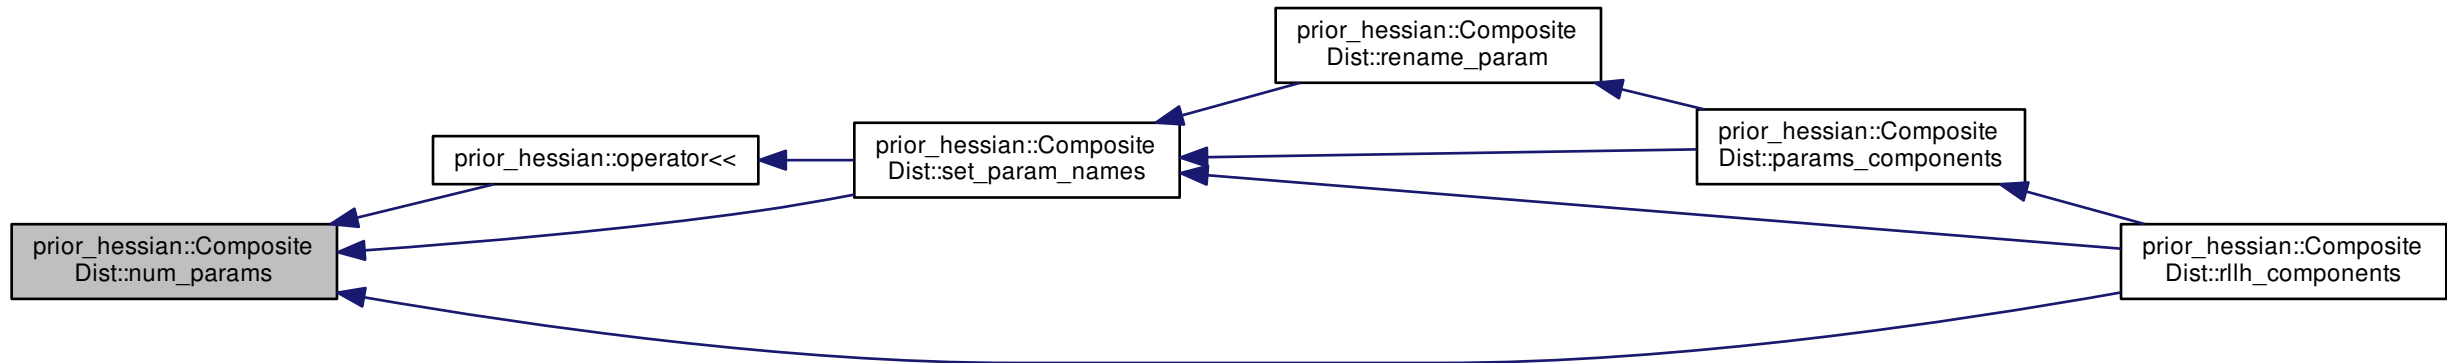 prior_hessian::Composite
Dist::rename_param
prior_hessian::Composite
Dist::params_components
prior_hessian::operator<<
prior_hessian::Composite
Dist::set_param_names
prior_hessian::Composite
Dist::num_params
prior_hessian::Composite
Dist::rllh_components